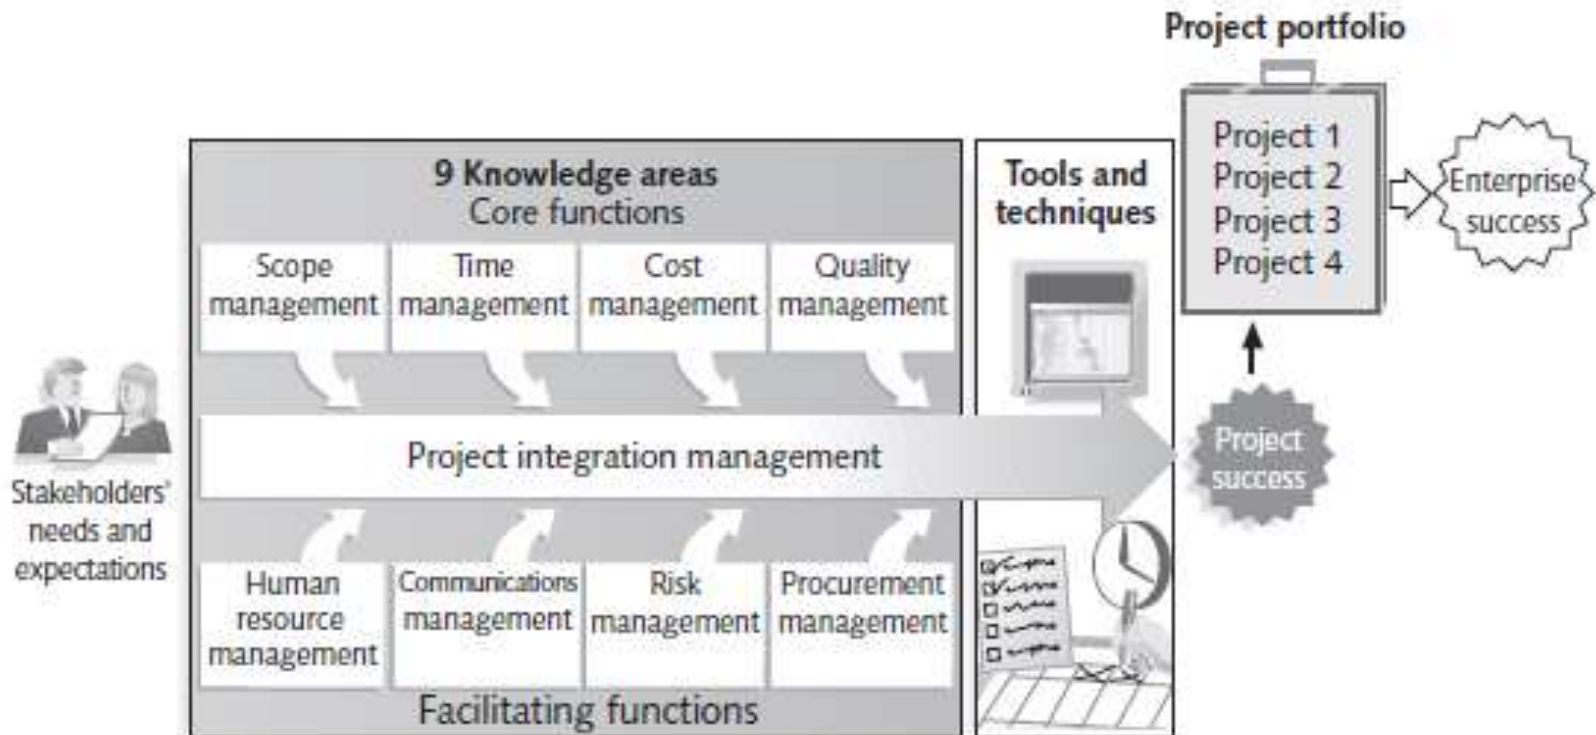 Project portfolio
Project 1
Project 2
Project 3
Project 4
Enterprise
success
9 Knowledge areas
Core functions
Scope
management
Time
management
Cost
management
Quality
management
Tools and
techniques
Stakeholders'
needs and
expectations
Project integration management
Project
success
Human
resource
management
Communications
management
Risk
management
Procurement
management
Facilitating functions